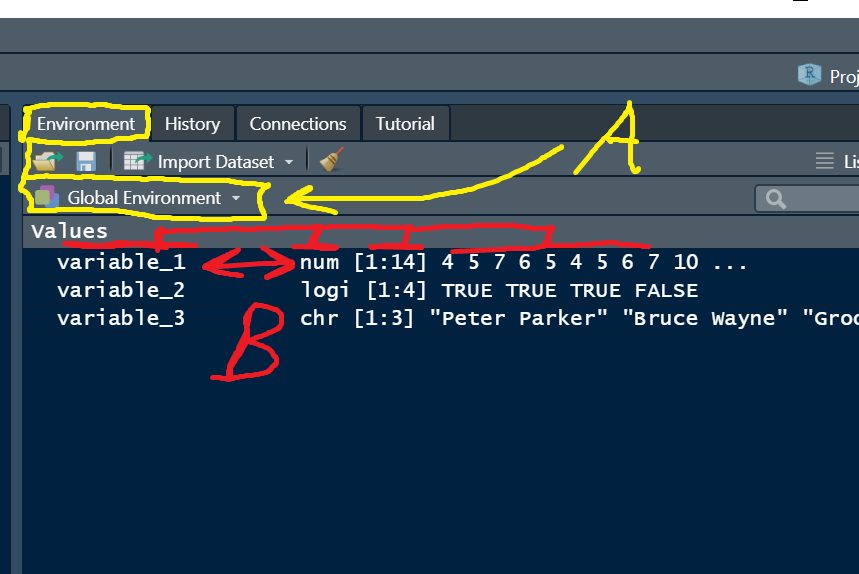 Proj
Environment History Connections Tutorial
Import Dataset
Lis
Global Environment
A
Values
variable_1 num [1:14] 4 5 7 6 5 4 5 6 7 10 ...
variable_2 logi [1:4] TRUE TRUE TRUE FALSE
variable_3 chr [1:3] "Peter Parker" "Bruce Wayne" "Groo
B